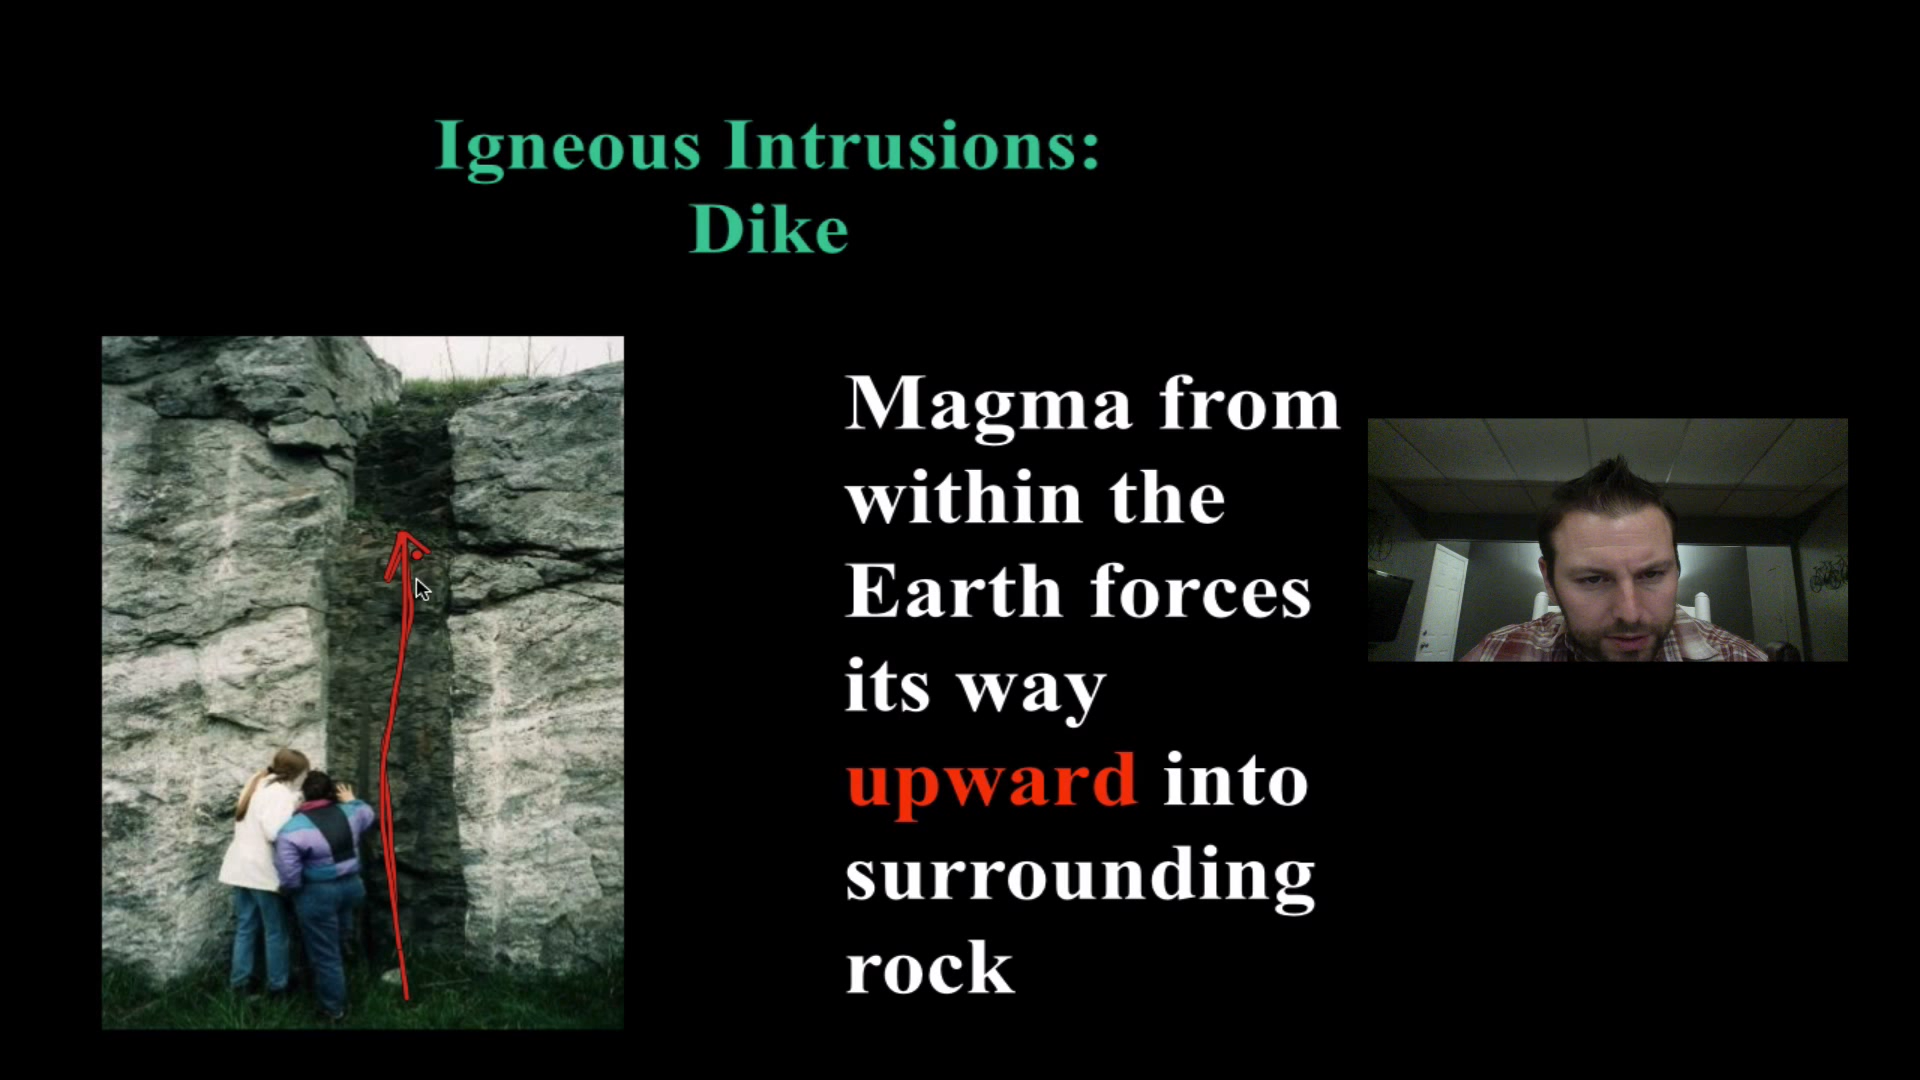 Igneous Intrusions:
Dike
Magma from
within the
Earth forces
its way
upward into
surrounding
rock